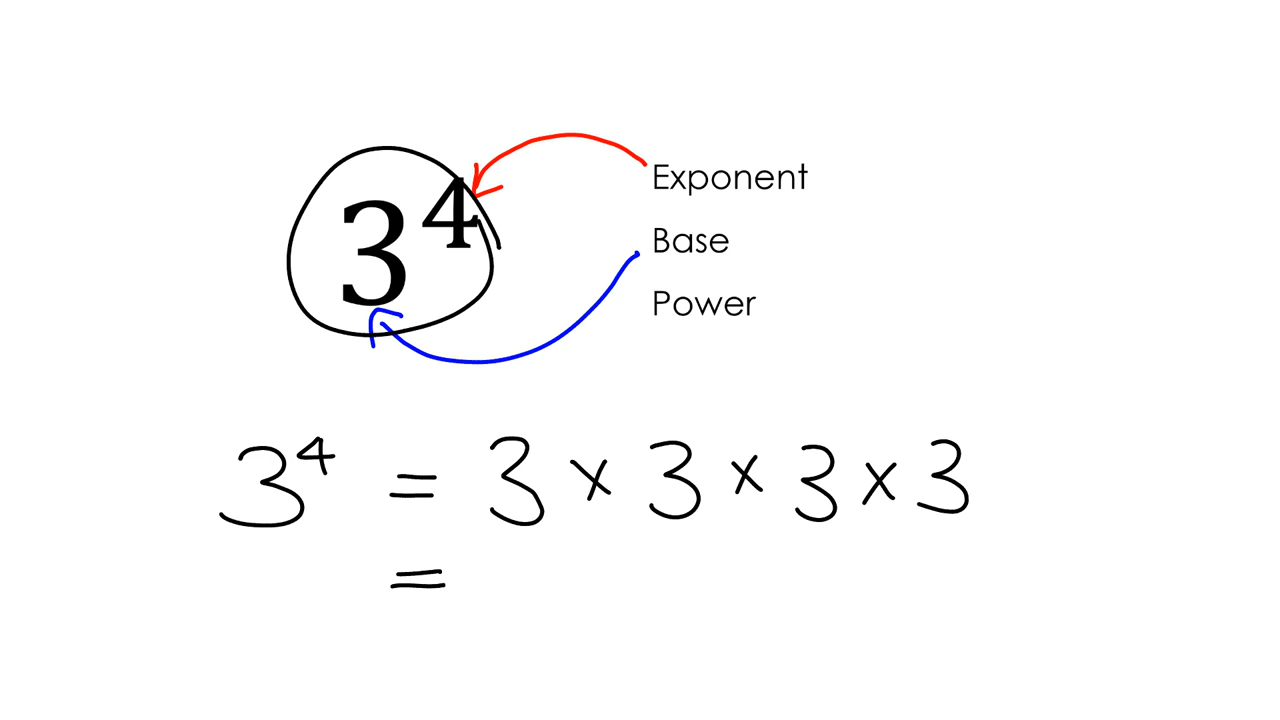 3⁴
Exponent
Base
Power
3⁴ = 3 × 3 × 3 × 3
=